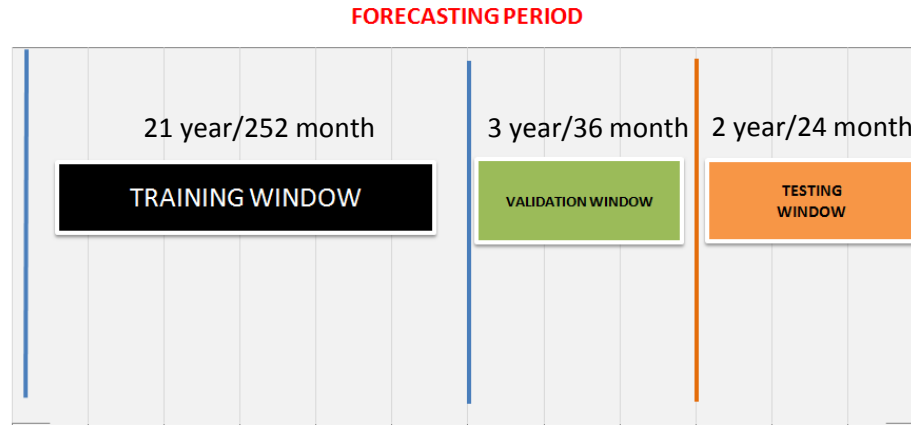 FORECASTING PERIOD
21 year/252 month
3 year/36 month
2 year/24 month
TRAINING WINDOW
VALIDATION WINDOW
TESTING
WINDOW